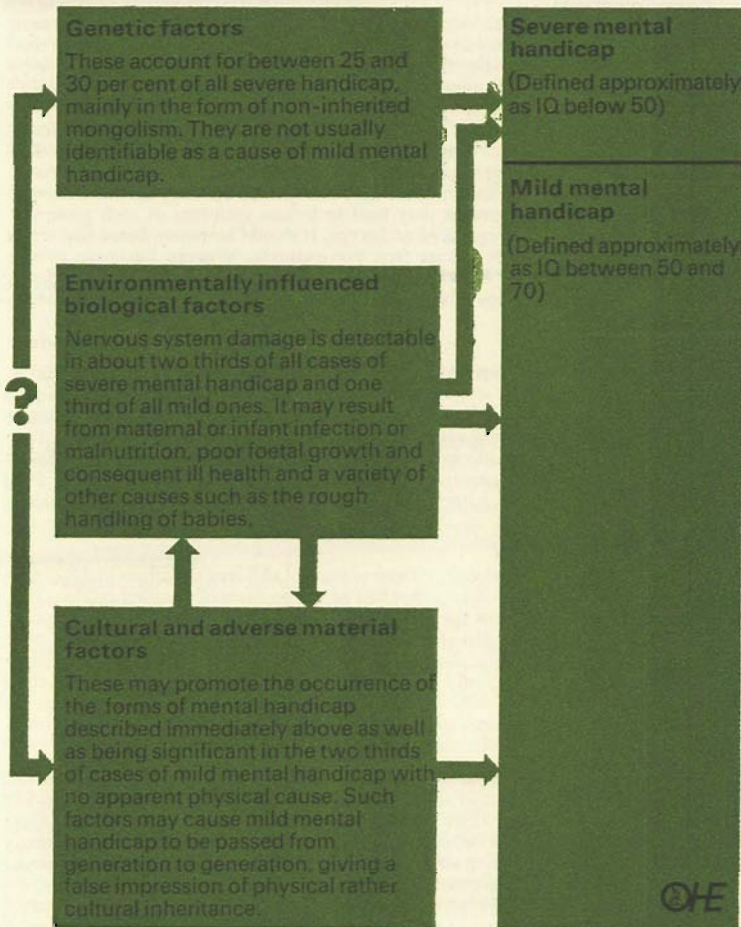 Genetic factors
These account for between 25 and
30 per cent of all severe handicap,
mainly in the form of non-inherited
mongolism. They are not usually
identifiable as a cause of mild mental
handicap.
Environmentally influenced
biological factors
Nervous system damage is detectable
in about two thirds of all cases of
severe mental handicap and one
third of all mild ones. It may result
from maternal or infant infection or
malnutrition, poor foetal growth and
consequent ill health and a variety of
other causes such as the rough
handling of babies.
?
Cultural and adverse material
factors
These may promote the occurrence of
the forms of mental handicap
described immediately above as well
as being significant in the two thirds
of cases of mild mental handicap with
no apparent physical cause. Such
factors may cause mild mental
handicap to be passed from
generation to generation, giving a
false impression of physical rather
cultural inheritance.
Severe mental
handicap
(Defined approximately
as IQ below 50)
Mild mental
handicap
(Defined approximately
as IQ between 50 and
70)
OHE